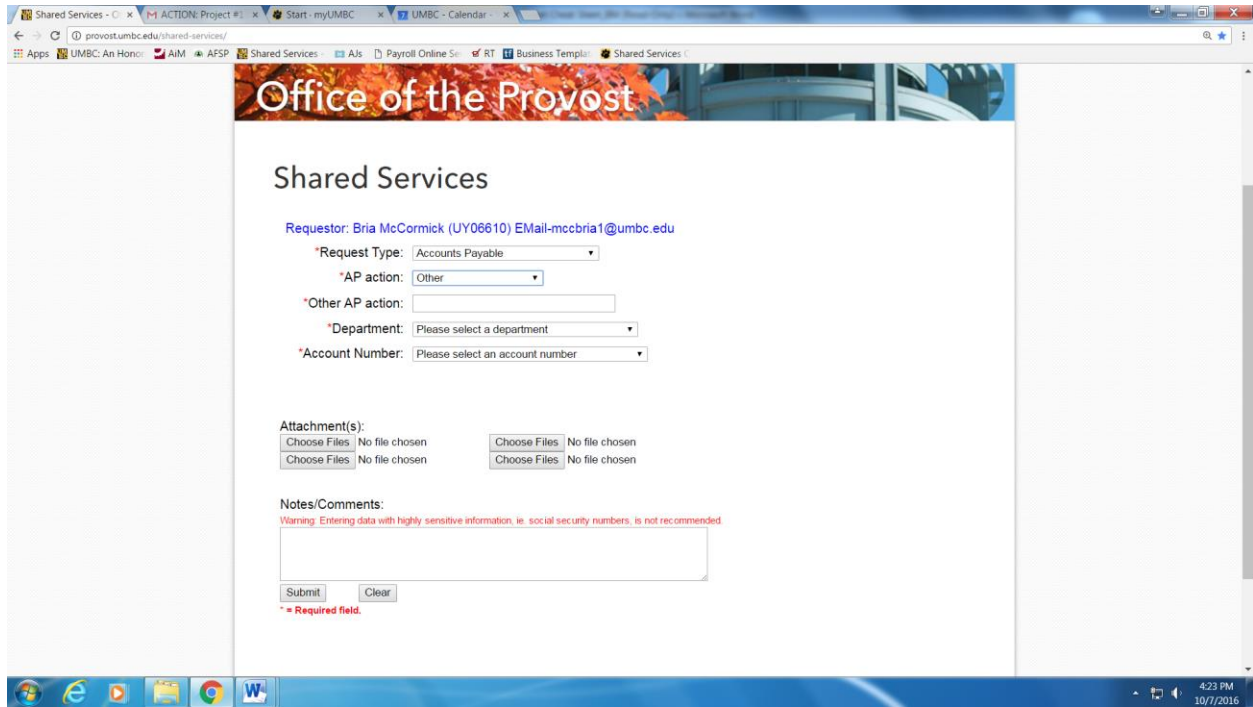 Shared Services - O
M ACTION: Project #1
Start - myUMBC
7 UMBC - Calendar -
provost.umbc.edu/shared-services/
Apps UMBC: An Honor AiM AFSP Shared Services - AJs Payroll Online Se RT Business Templat Shared Services C
Office of the Provost
Shared Services
Requestor: Bria McCormick (UY06610) EMail-mccbria1@umbc.edu
*Request Type: Accounts Payable
*AP action: Other
*Other AP action:
*Department: Please select a department
*Account Number: Please select an account number
Attachment(s):
Choose Files No file chosen Choose Files No file chosen
Choose Files No file chosen Choose Files No file chosen
Notes/Comments:
Warning: Entering data with highly sensitive information, ie. social security numbers, is not recommended.
Submit Clear
* = Required field.
4:23 PM
10/7/2016